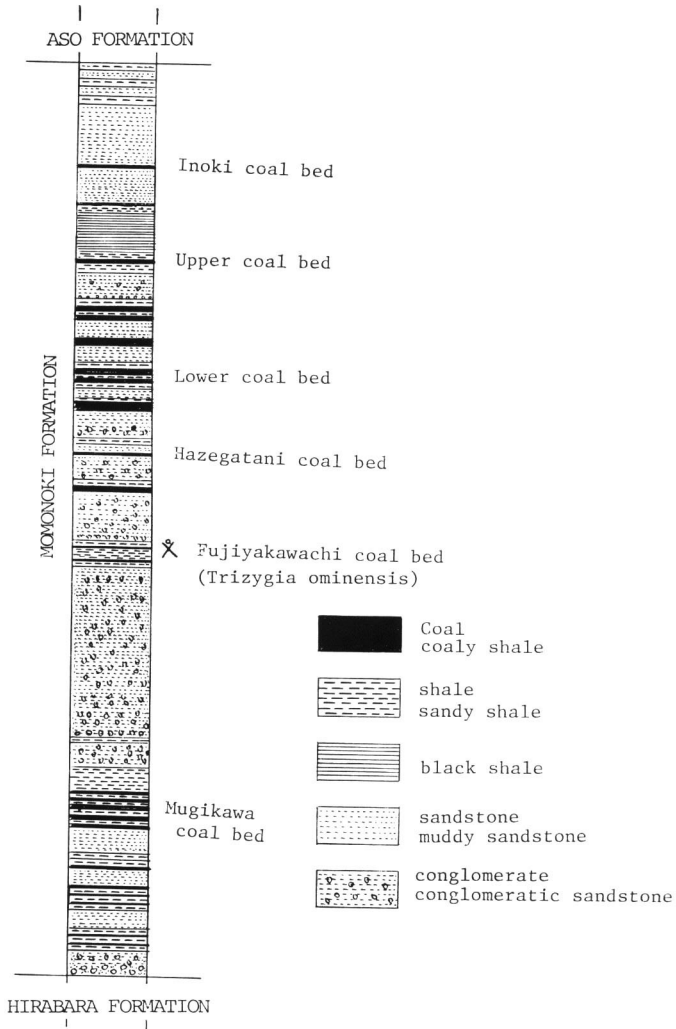 ASO FORMATION
Inoki coal bed
Upper coal bed
Lower coal bed
MOMONOKI FORMATION
Hazegatani coal bed
Fujiyakawachi coal bed
(Trizygia ominensis)
Coal
coaly shale
shale
sandy shale
black shale
Mugikawa
coal bed
sandstone
muddy sandstone
conglomerate
conglomeratic sandstone
HIRABARA FORMATION